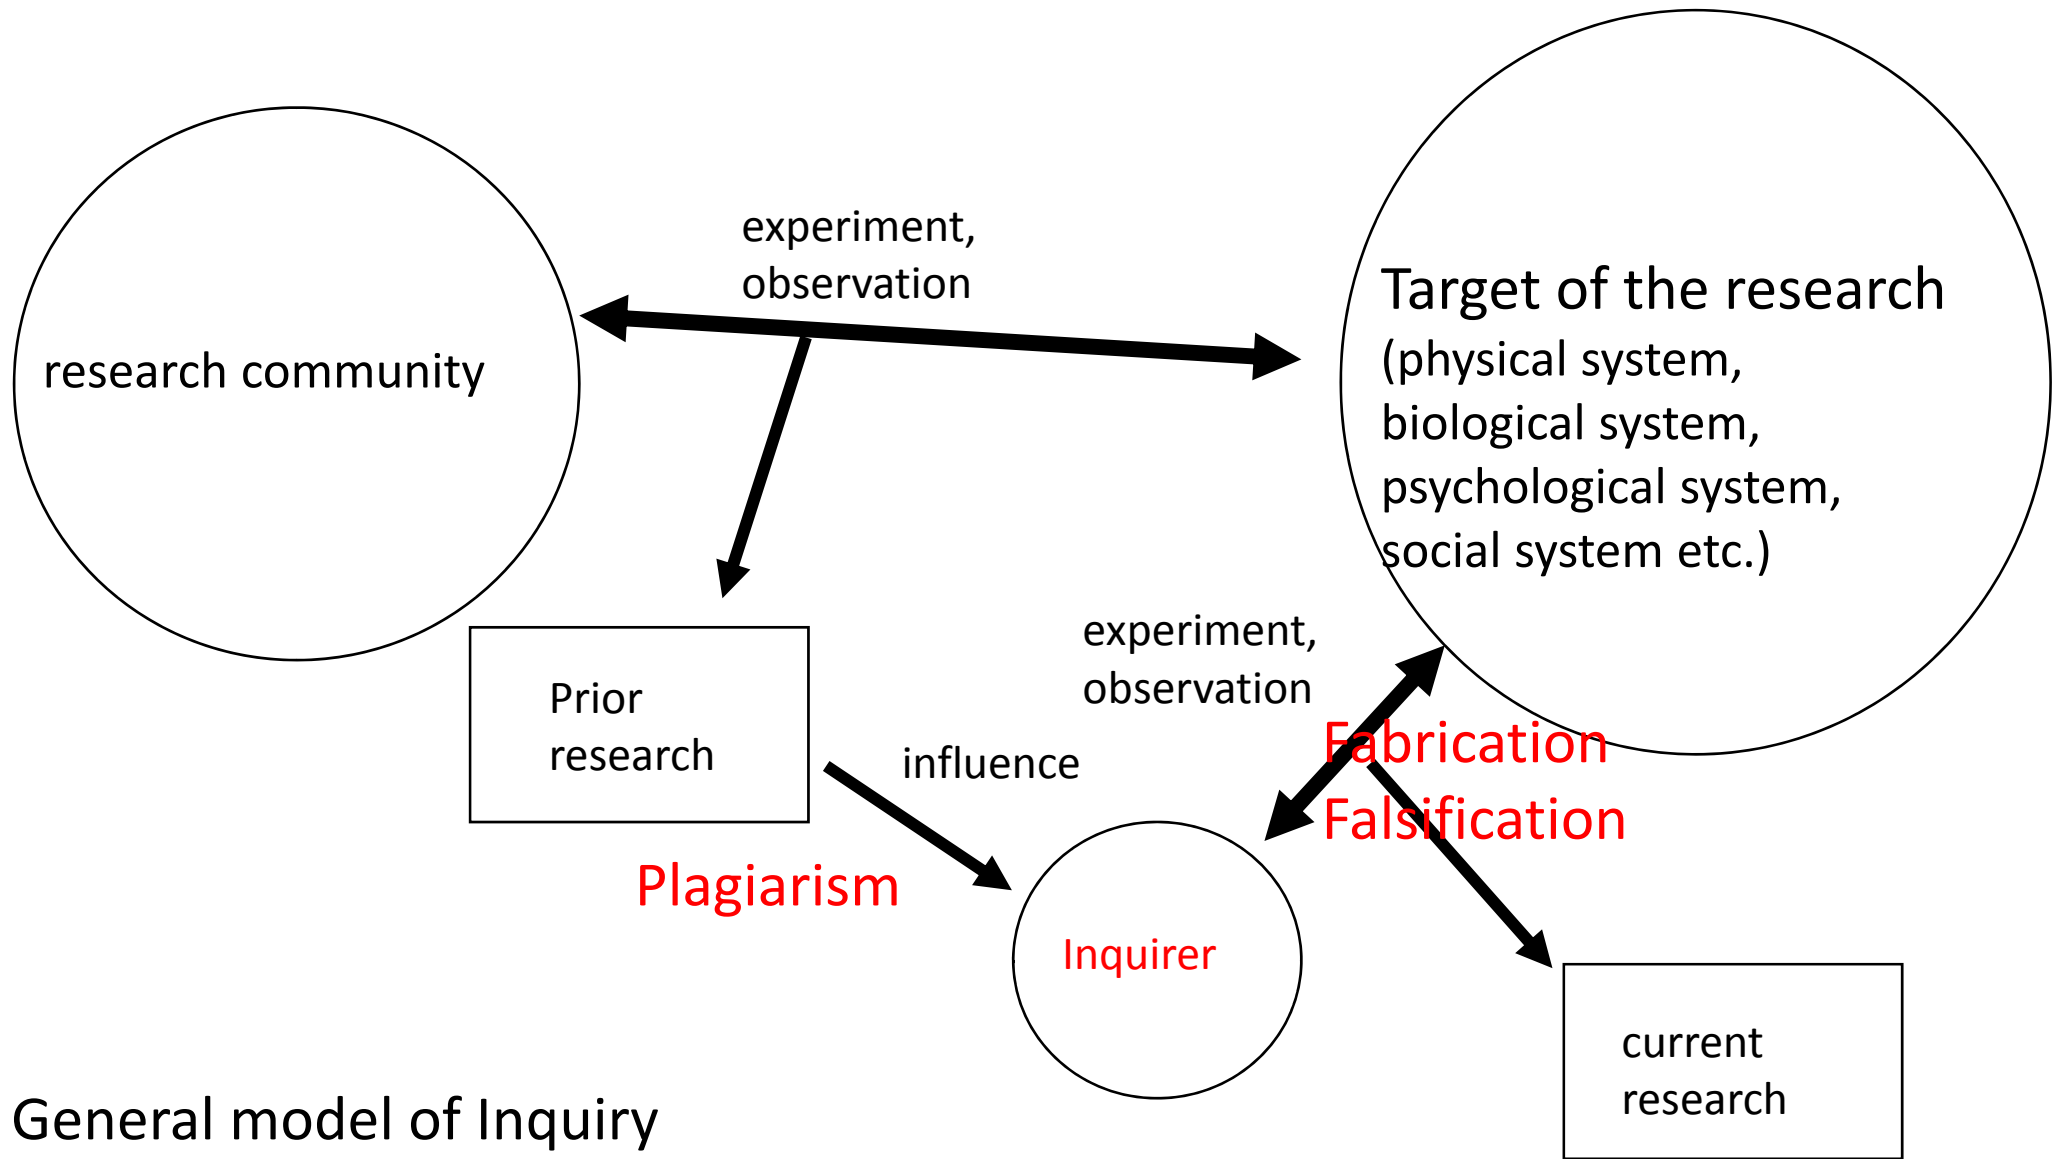 experiment,
observation
research community
Target of the research
(physical system,
biological system,
psychological system,
social system etc.)
Prior
research
influence
experiment,
observation
Fabrication
Falsification
Plagiarism
Inquirer
current
research
General model of Inquiry